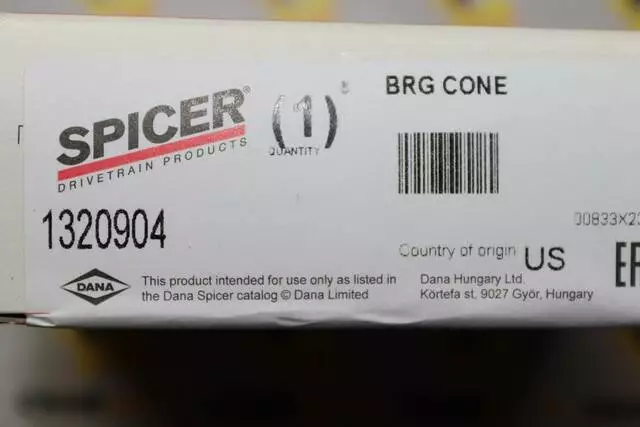 SPICER®
DRIVETRAIN PRODUCTS
(1)
QUANTITY
BRG CONE
1320904
00833X23
Country of origin US
DANA
This product intended for use only as listed in
the Dana Spicer catalog © Dana Limited
Dana Hungary Ltd.
Körtefa st. 9027 Győr, Hungary